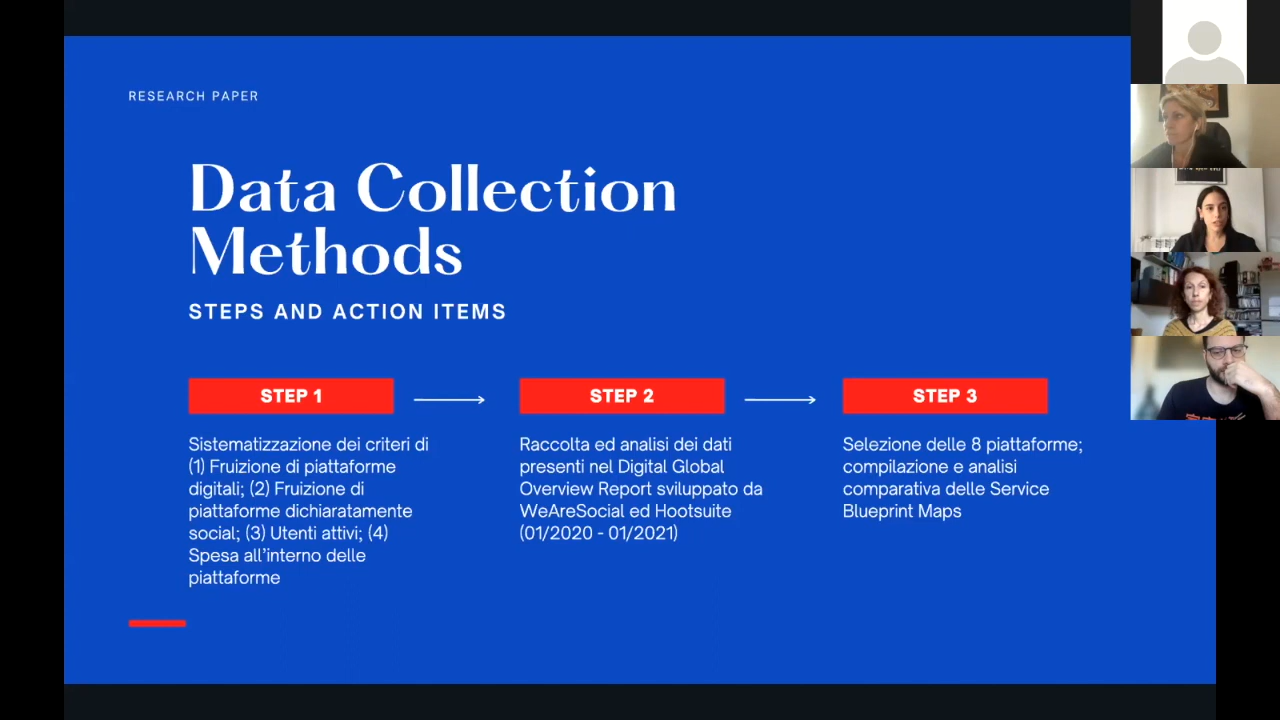 RESEARCH PAPER
Data Collection
Methods
STEPS AND ACTION ITEMS
STEP 1
Sistematizzazione dei criteri di
(1) Fruizione di piattaforme
digitali; (2) Fruizione di
piattaforme dichiaratamente
social; (3) Utenti attivi; (4)
Spesa all’interno delle
piattaforme
STEP 2
Raccolta ed analisi dei dati
presenti nel Digital Global
Overview Report sviluppato da
WeAreSocial ed Hootsuite
(01/2020 - 01/2021)
STEP 3
Selezione delle 8 piattaforme;
compilazione e analisi
comparativa delle Service
Blueprint Maps